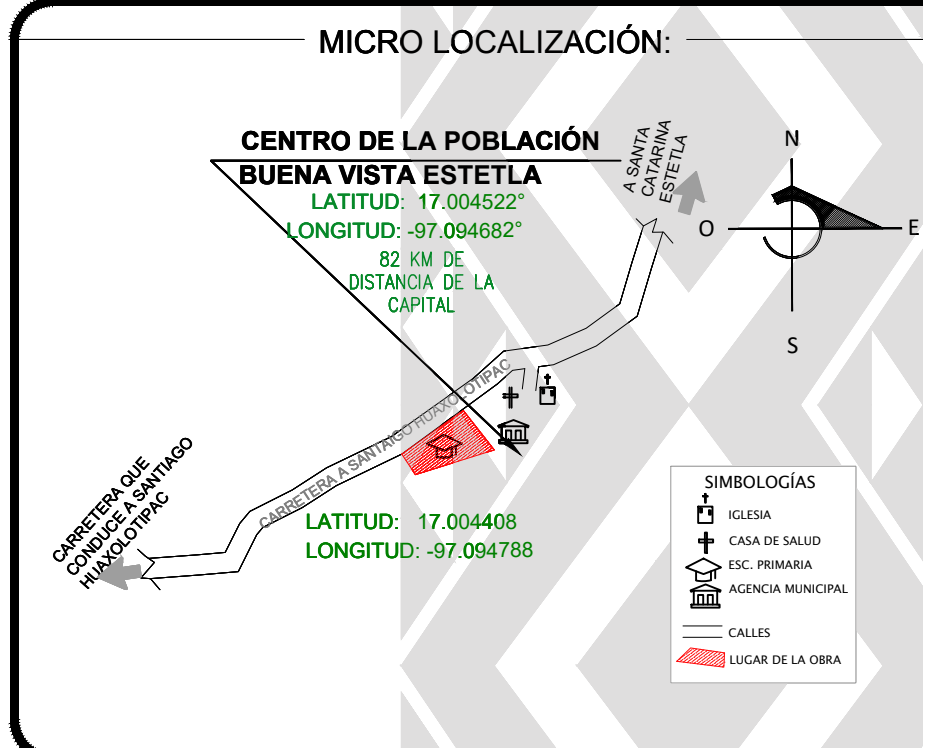 MICRO LOCALIZACIÓN:
CENTRO DE LA POBLACIÓN
BUENA VISTA ESTETLA
LATITUD: 17.004522°
LONGITUD: -97.094682°
82 KM DE
DISTANCIA DE LA
CAPITAL
A SANTA
CATARINA
ESTETLA
N
O
E
S
CARRETERA A SANTAIGO HUAXOLOTIPAC
CARRETERA QUE
CONDUCE A SANTIAGO
HUAXOLOTIPAC
LATITUD: 17.004408
LONGITUD: -97.094788
SIMBOLOGÍAS
IGLESIA
CASA DE SALUD
ESC. PRIMARIA
AGENCIA MUNICIPAL
CALLES
LUGAR DE LA OBRA